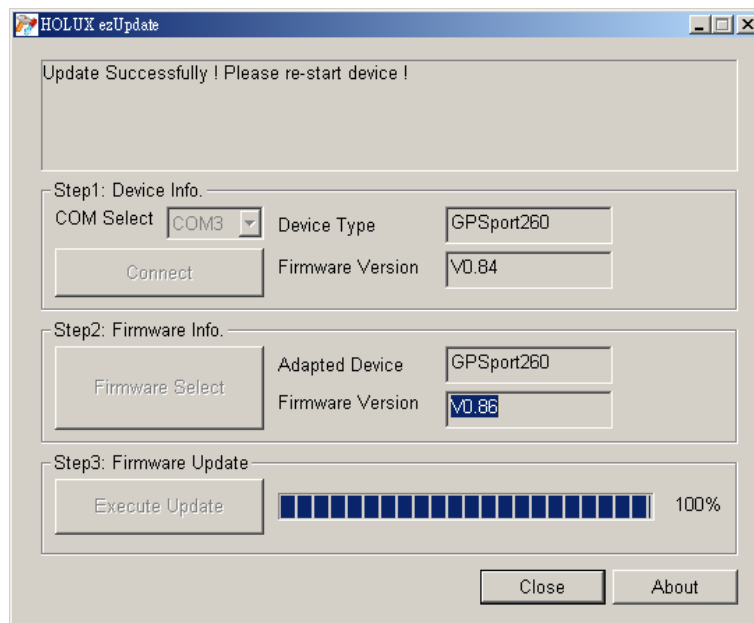 HOLUX ezUpdate
Update Successfully ! Please re-start device !
Step1: Device Info.
COM Select COM3 Device Type GPSport260
Connect Firmware Version V0.84
Step2: Firmware Info.
Firmware Select Adapted Device GPSport260
Firmware Version V0.86
Step3: Firmware Update
Execute Update 100%
Close About